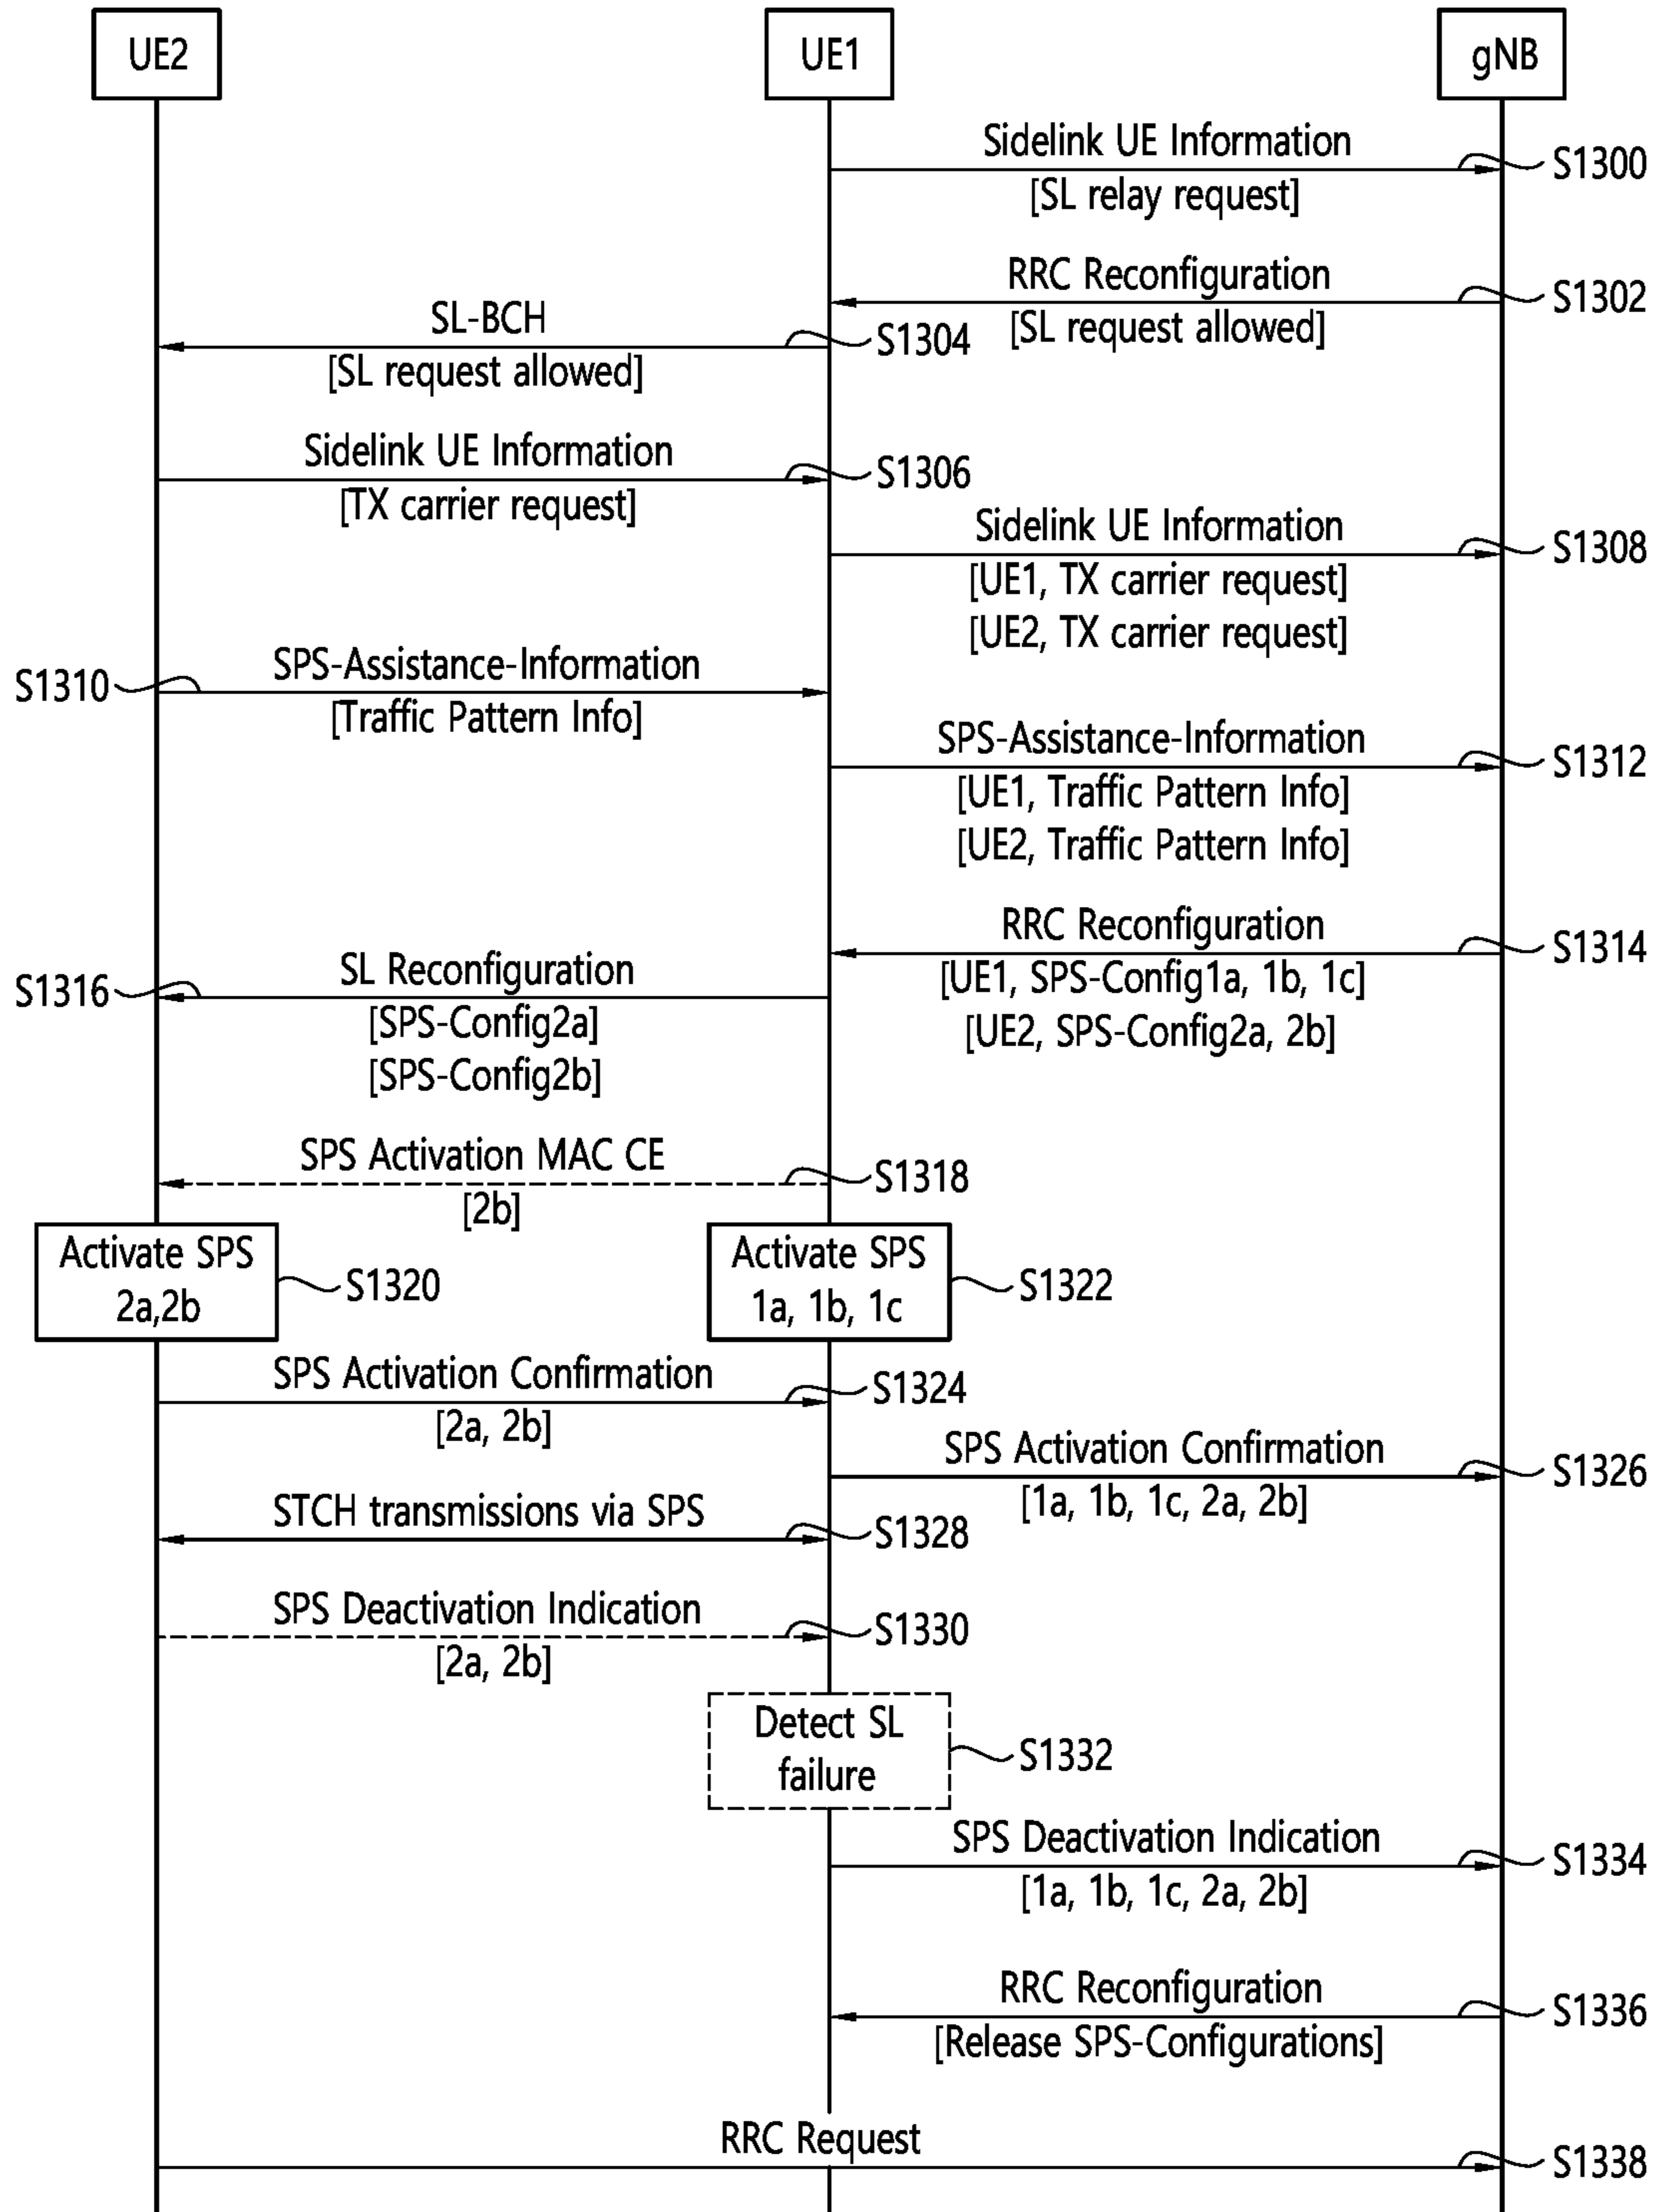 UE2
UE1
gNB
Sidelink UE Information
S1300
[SL relay request]
RRC Reconfiguration
S1302
[SL request allowed]
SL-BCH
S1304
[SL request allowed]
Sidelink UE Information
S1306
[TX carrier request]
Sidelink UE Information
S1308
[UE1, TX carrier request]
[UE2, TX carrier request]
S1310
SPS-Assistance-Information
[Traffic Pattern Info]
SPS-Assistance-Information
S1312
[UE1, Traffic Pattern Info]
[UE2, Traffic Pattern Info]
RRC Reconfiguration
S1314
[UE1, SPS-Config1a, 1b, 1c]
[UE2, SPS-Config2a, 2b]
S1316
SL Reconfiguration
[SPS-Config2a]
[SPS-Config2b]
SPS Activation MAC CE
S1318
[2b]
Activate SPS
2a,2b
S1320
Activate SPS
1a, 1b, 1c
S1322
SPS Activation Confirmation
S1324
[2a, 2b]
SPS Activation Confirmation
S1326
[1a, 1b, 1c, 2a, 2b]
STCH transmissions via SPS
S1328
SPS Deactivation Indication
S1330
[2a, 2b]
Detect SL
failure
S1332
SPS Deactivation Indication
S1334
[1a, 1b, 1c, 2a, 2b]
RRC Reconfiguration
S1336
[Release SPS-Configurations]
RRC Request
S1338